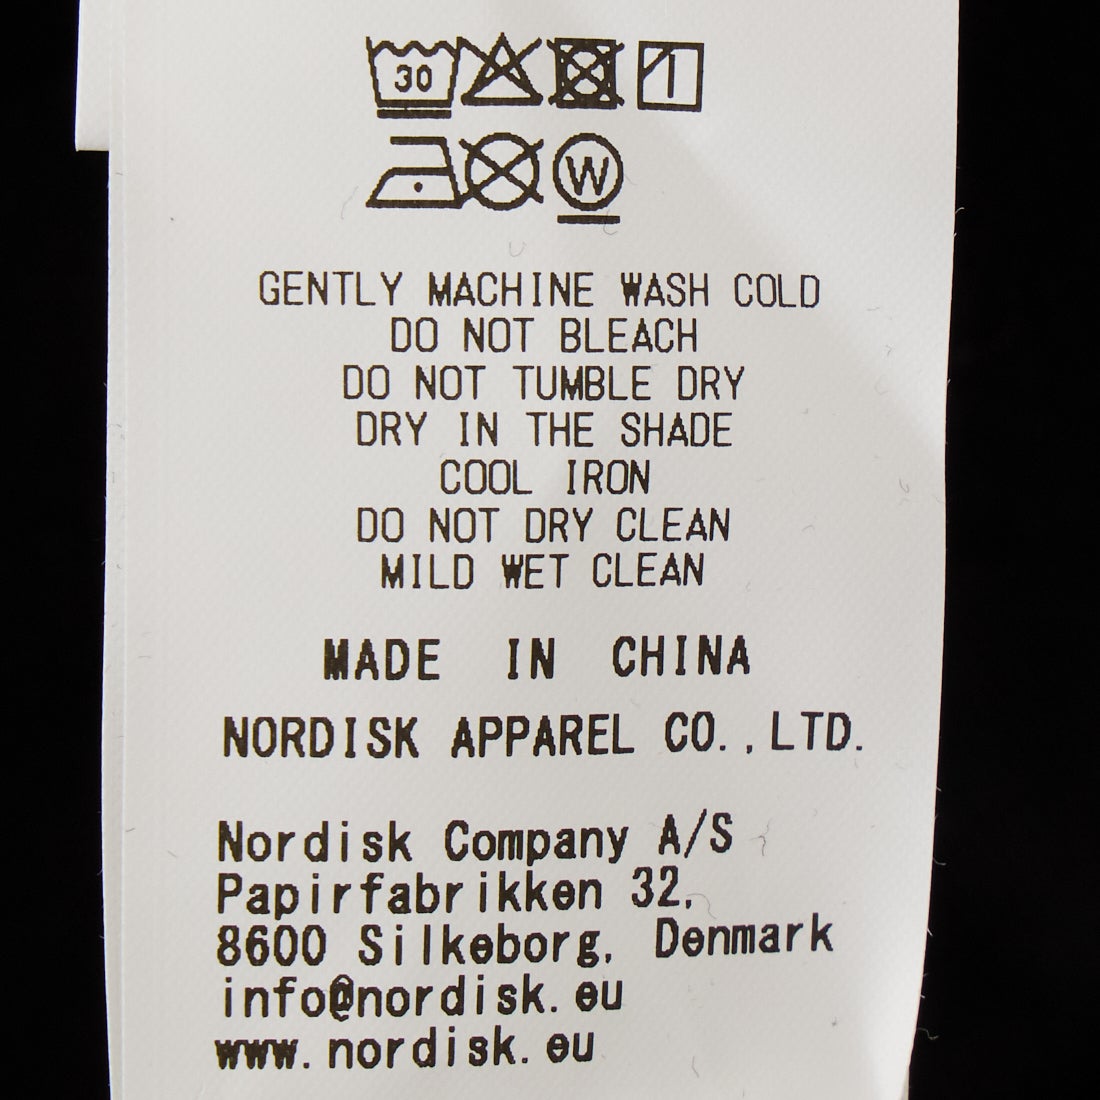 30
W
GENTLY MACHINE WASH COLD
DO NOT BLEACH
DO NOT TUMBLE DRY
DRY IN THE SHADE
COOL IRON
DO NOT DRY CLEAN
MILD WET CLEAN
MADE IN CHINA
NORDISK APPAREL CO.,LTD.
Nordisk Company A/S
Papirfabrikken 32,
8600 Silkeborg, Denmark
info@nordisk.eu
www.nordisk.eu